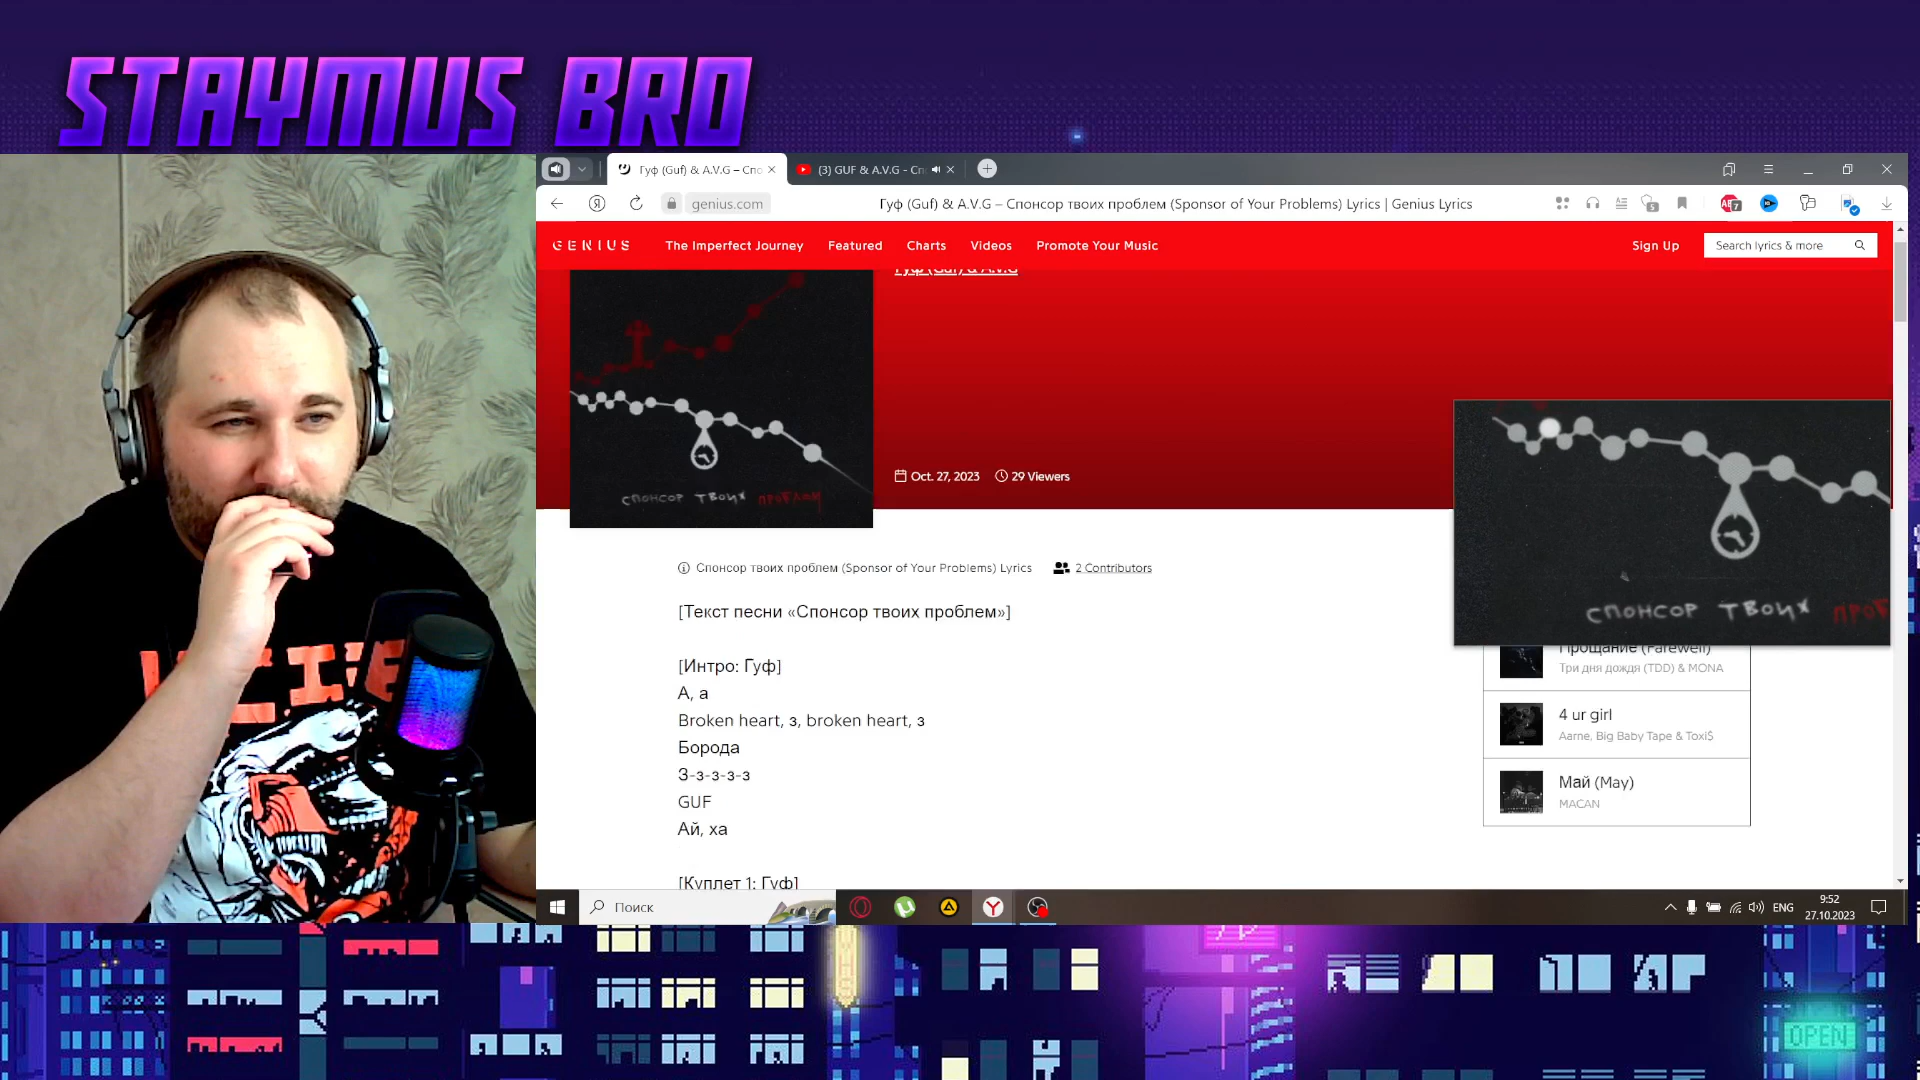 STAYMUS BRO
Гуф (Guf) & A.V.G – Спо
(3) GUF & A.V.G - Сп
genius.com
Гуф (Guf) & A.V.G – Спонсор твоих проблем (Sponsor of Your Problems) Lyrics | Genius Lyrics
GENIUS
The Imperfect Journey
Featured
Charts
Videos
Promote Your Music
Sign Up
Search lyrics & more
Гуф (Guf) & A.V.G
спонсор твоих проблем
Oct. 27, 2023
29 Viewers
Спонсор твоих проблем (Sponsor of Your Problems) Lyrics
2 Contributors
[Текст песни «Спонсор твоих проблем»]
[Интро: Гуф]
А, а
Broken heart, з, broken heart, з
Борода
З-з-з-з-з
GUF
Ай, ха
[Куплет 1: Гуф]
спонсор твоих
Прощание (Farewell)
Три дня дождя (TDD) & MONA
4 ur girl
Aarne, Big Baby Tape & Toxi$
Май (May)
MACAN
Поиск
ENG
9:52
27.10.2023
OPEN